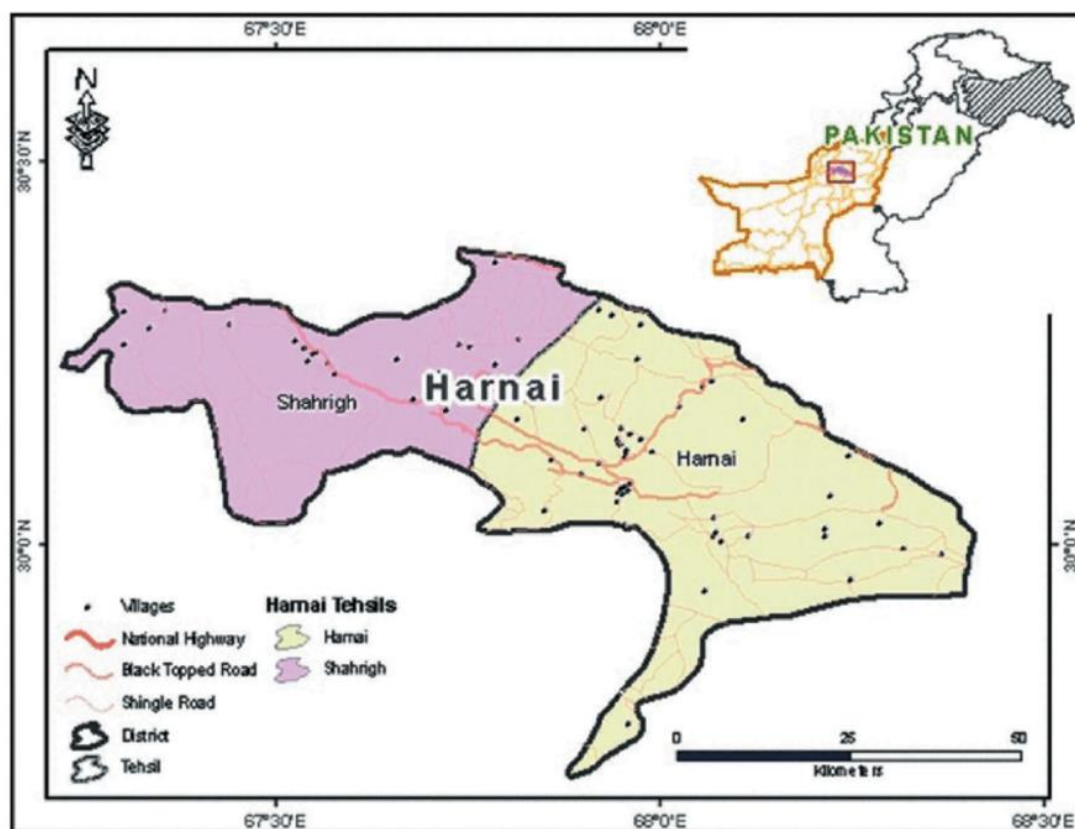 67°30'E 68°0'E
N
PAKISTAN
30°30'N
Harnai
Shahrigh
Harnai
30°0'N 30°0'N
Villages
National Highway
Black Topped Road
Shingle Road
District
Tehsil
Harnai Tehsils
Harnai
Shahrigh
0 25 50
Kilometers
67°30'E 68°0'E 68°30'E